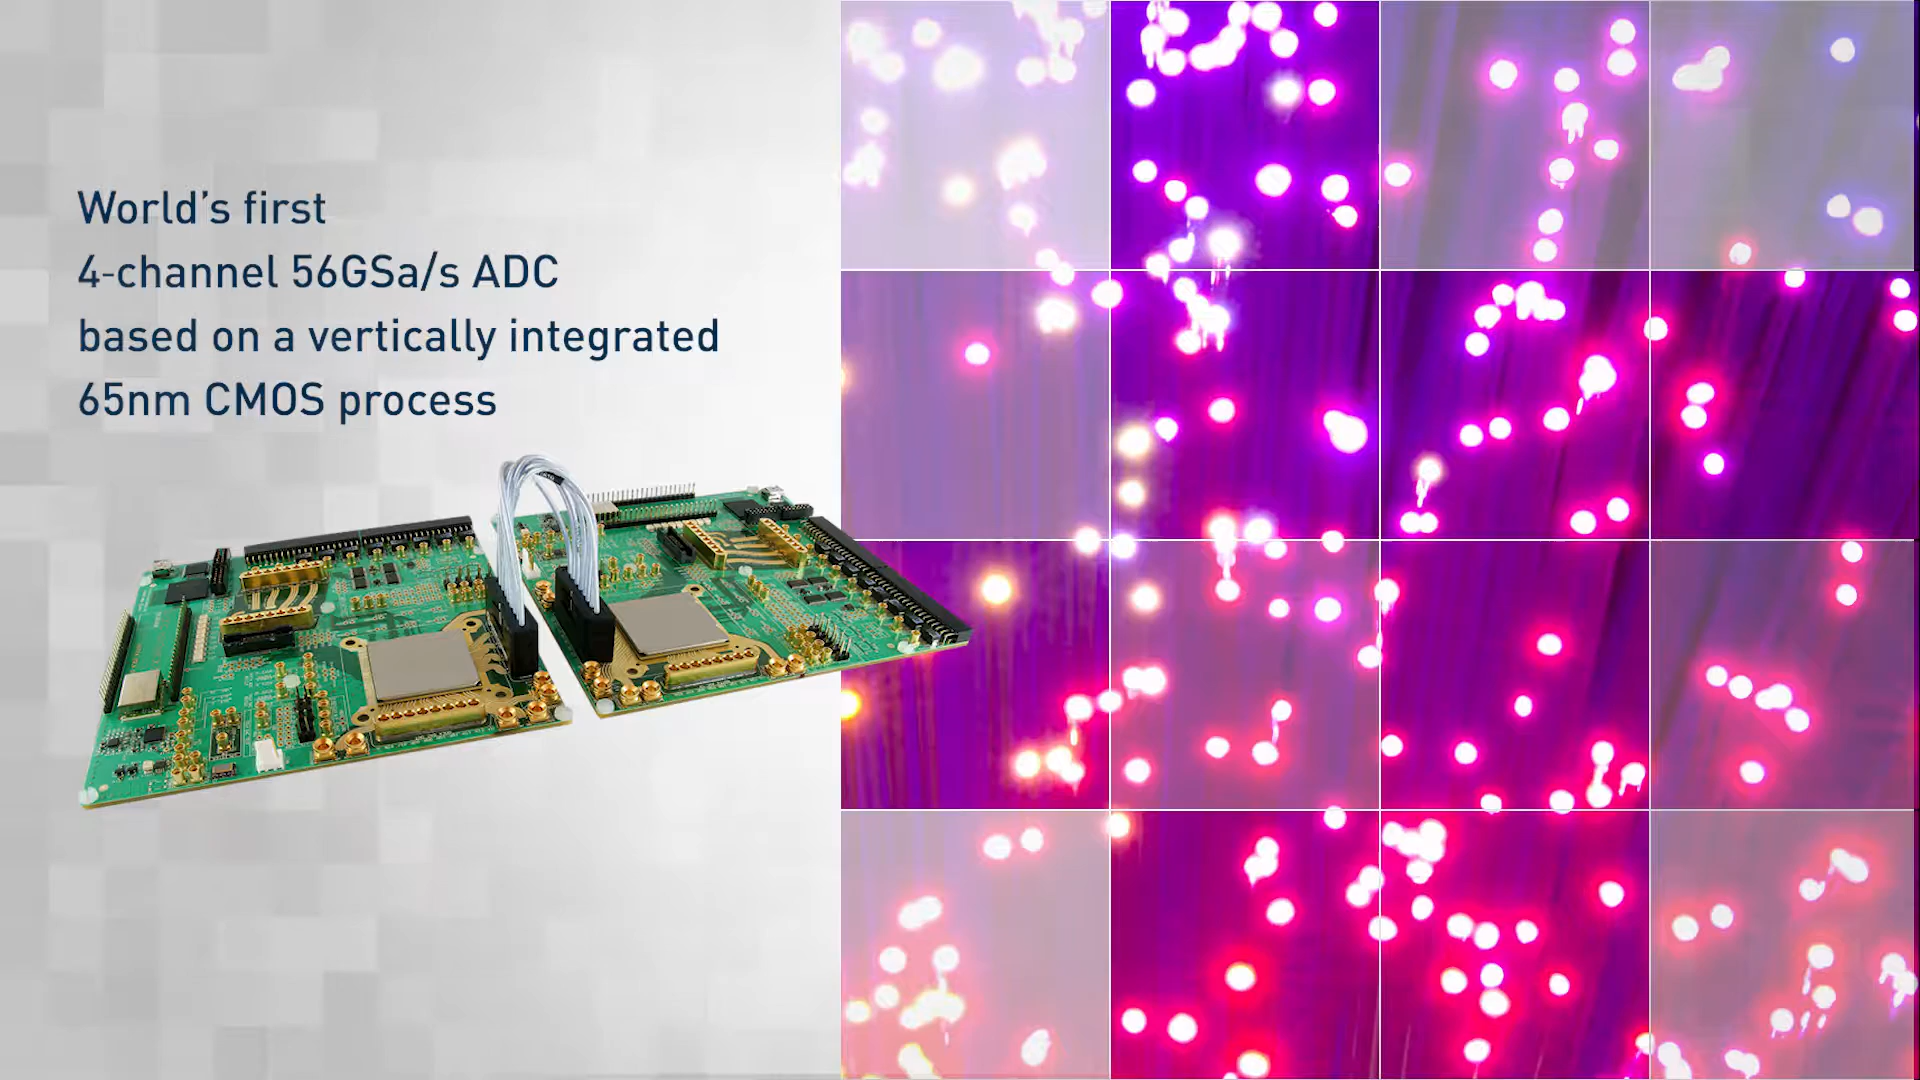 World’s first
4-channel 56GSa/s ADC
based on a vertically integrated
65nm CMOS process